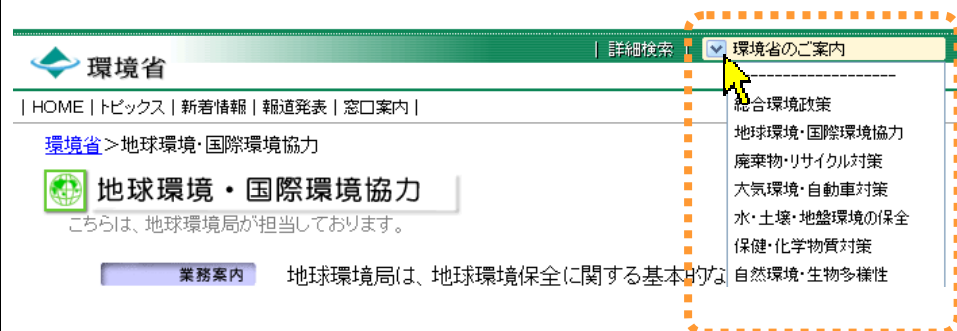 | 詳細検索 | 環境省のご案内
環境省
--------------------
総合環境政策
| HOME | トピックス | 新着情報 | 報道発表 | 窓口案内 |
地球環境・国際環境協力
環境省>地球環境・国際環境協力
廃棄物・リサイクル対策
地球環境・国際環境協力
大気環境・自動車対策
こちらは、地球環境局が担当しております。
水・土壌・地盤環境の保全
保健・化学物質対策
業務案内 地球環境局は、地球環境保全に関する基本的な
自然環境・生物多様性